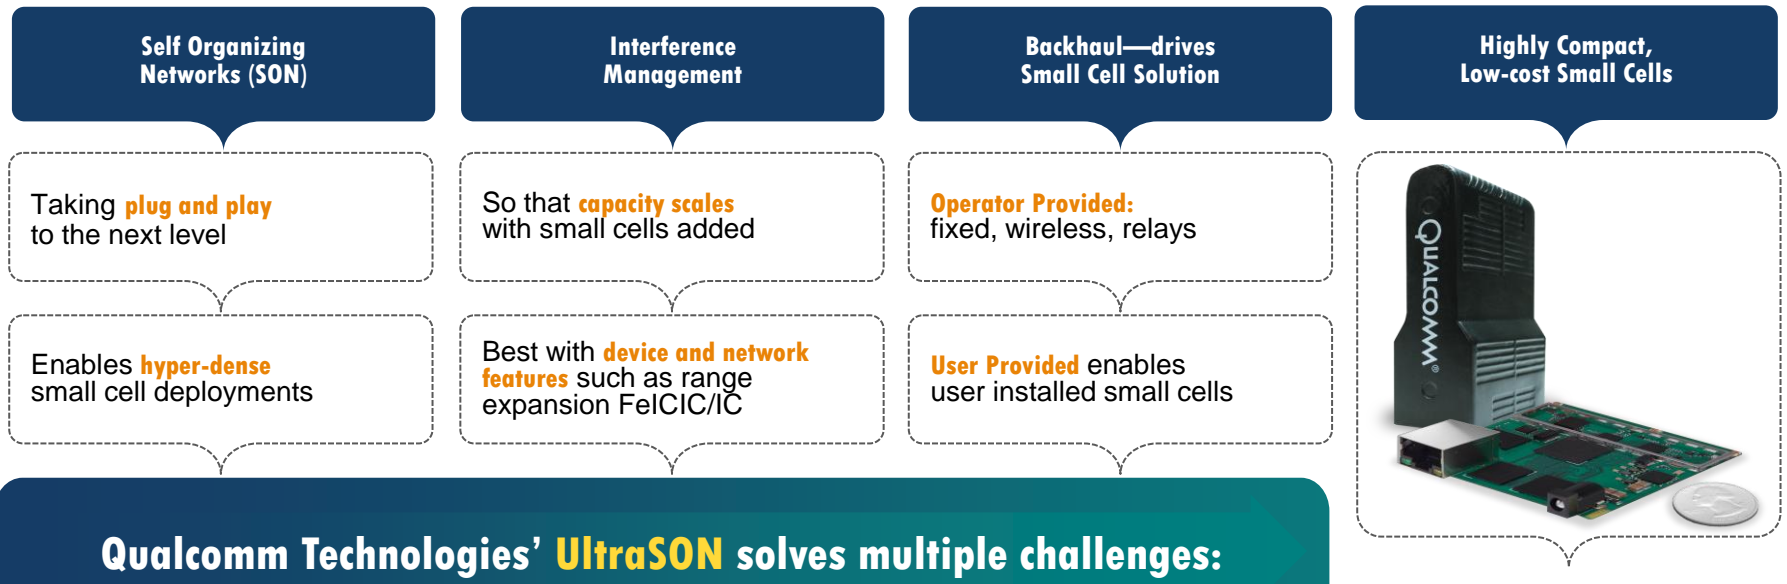 Self Organizing
Networks (SON)
Taking plug and play
to the next level
Enables hyper-dense
small cell deployments
Interference
Management
So that capacity scales
with small cells added
Best with device and network
features such as range
expansion FeICIC/IC
Backhaul—drives
Small Cell Solution
Operator Provided:
fixed, wireless, relays
User Provided enables
user installed small cells
Highly Compact,
Low-cost Small Cells
QUALCOMM®
Qualcomm Technologies’ UltraSON solves multiple challenges: